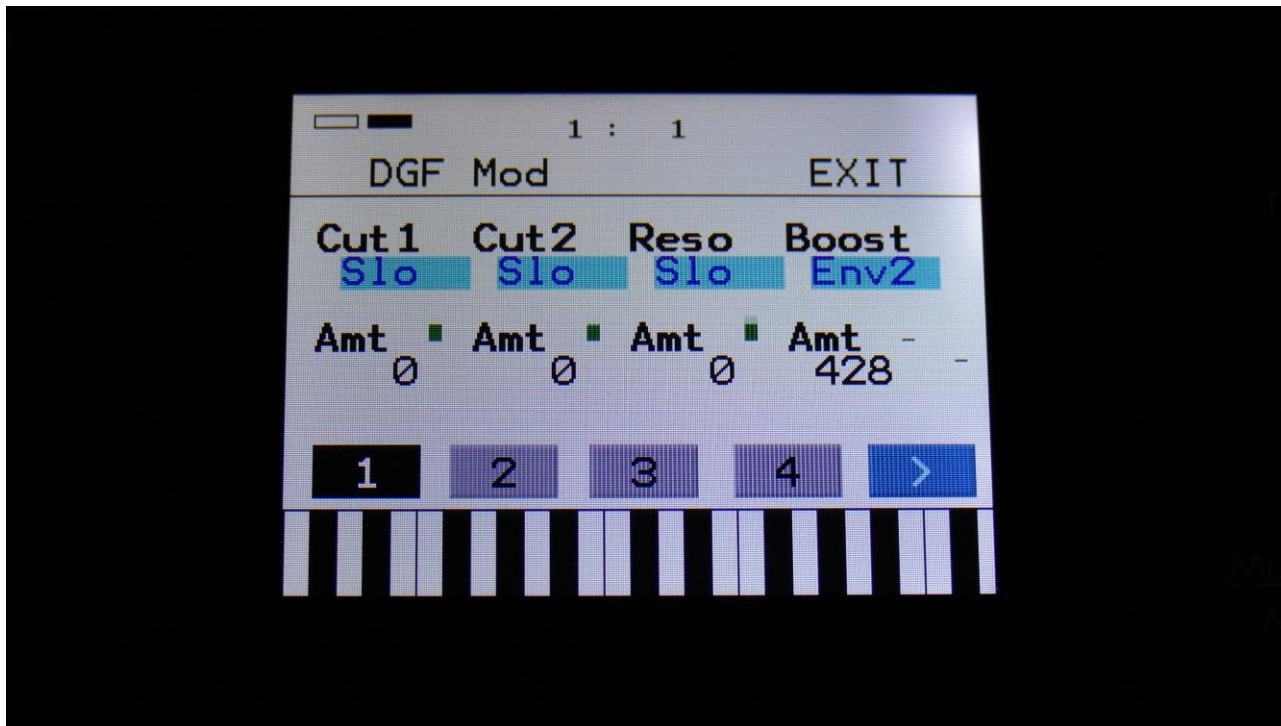 1 : 1
DGF Mod EXIT
Cut1 Cut2 Reso Boost
Slo Slo Slo Env2
Amt Amt Amt Amt
0 0 0 428
1 2 3 4 >